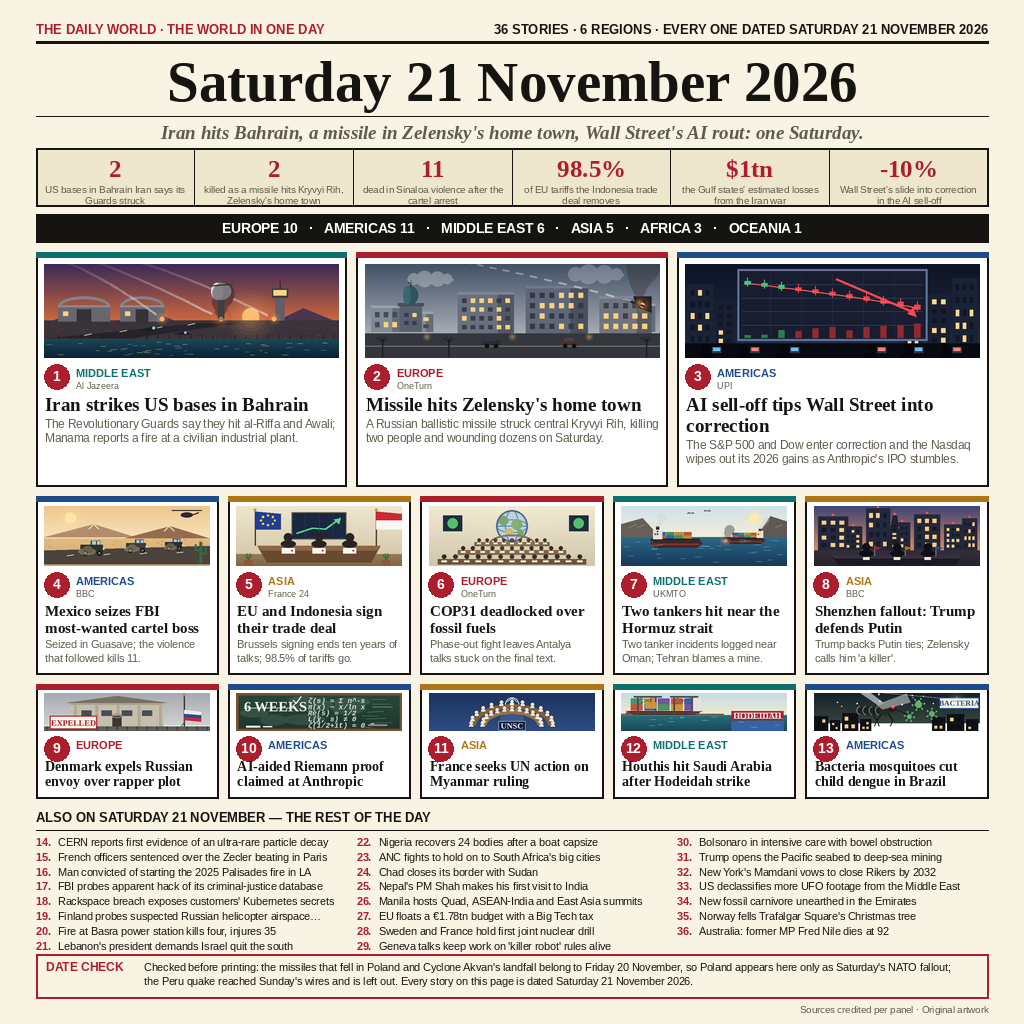 THE DAILY WORLD · THE WORLD IN ONE DAY
36 STORIES · 6 REGIONS · EVERY ONE DATED SATURDAY 21 NOVEMBER 2026
Saturday 21 November 2026
Iran hits Bahrain, a missile in Zelensky's home town, Wall Street's AI rout: one Saturday.
2
US bases in Bahrain Iran says its
Guards struck
2
killed as a missile hits Kryvyi Rih,
Zelensky's home town
11
dead in Sinaloa violence after the
cartel arrest
98.5%
of EU tariffs the Indonesia trade
deal removes
$1tn
the Gulf states' estimated losses
from the Iran war
-10%
Wall Street's slide into correction
in the AI sell-off
EUROPE 10 · AMERICAS 11 · MIDDLE EAST 6 · ASIA 5 · AFRICA 3 · OCEANIA 1
1
MIDDLE EAST
Al Jazeera
Iran strikes US bases in Bahrain
The Revolutionary Guards say they hit al-Riffa and Awali;
Manama reports a fire at a civilian industrial plant.
2
EUROPE
OneTurn
Missile hits Zelensky's home town
A Russian ballistic missile struck central Kryvyi Rih, killing
two people and wounding dozens on Saturday.
3
AMERICAS
UPI
AI sell-off tips Wall Street into
correction
The S&P 500 and Dow enter correction and the Nasdaq
wipes out its 2026 gains as Anthropic's IPO stumbles.
4
AMERICAS
BBC
Mexico seizes FBI
most-wanted cartel boss
Seized in Guasave; the violence
that followed kills 11.
5
ASIA
France 24
EU and Indonesia sign
their trade deal
Brussels signing ends ten years of
talks; 98.5% of tariffs go.
6
EUROPE
OneTurn
COP31 deadlocked over
fossil fuels
Phase-out fight leaves Antalya
talks stuck on the final text.
7
MIDDLE EAST
UKMTO
Two tankers hit near the
Hormuz strait
Two tanker incidents logged near
Oman; Tehran blames a mine.
8
ASIA
BBC
Shenzhen fallout: Trump
defends Putin
Trump backs Putin ties; Zelensky
calls him 'a killer'.
EXPELLED
9
EUROPE
Denmark expels Russian
envoy over rapper plot
6 WEEKS
ζ(s) = Σ n^-s
π(x) ~ x/ln x
Re(s) = 1/2
L(χ, s) ≠ 0
ζ(1/2+it) = 0
10
AMERICAS
AI-aided Riemann proof
claimed at Anthropic
UNSC
11
ASIA
France seeks UN action on
Myanmar ruling
HODEIDAH
12
MIDDLE EAST
Houthis hit Saudi Arabia
after Hodeidah strike
BACTERIA
13
AMERICAS
Bacteria mosquitoes cut
child dengue in Brazil
ALSO ON SATURDAY 21 NOVEMBER — THE REST OF THE DAY
14. CERN reports first evidence of an ultra-rare particle decay
15. French officers sentenced over the Zecler beating in Paris
16. Man convicted of starting the 2025 Palisades fire in LA
17. FBI probes apparent hack of its criminal-justice database
18. Rackspace breach exposes customers' Kubernetes secrets
19. Finland probes suspected Russian helicopter airspace…
20. Fire at Basra power station kills four, injures 35
21. Lebanon's president demands Israel quit the south
22. Nigeria recovers 24 bodies after a boat capsize
23. ANC fights to hold on to South Africa's big cities
24. Chad closes its border with Sudan
25. Nepal's PM Shah makes his first visit to India
26. Manila hosts Quad, ASEAN-India and East Asia summits
27. EU floats a €1.78tn budget with a Big Tech tax
28. Sweden and France hold first joint nuclear drill
29. Geneva talks keep work on 'killer robot' rules alive
30. Bolsonaro in intensive care with bowel obstruction
31. Trump opens the Pacific seabed to deep-sea mining
32. New York's Mamdani vows to close Rikers by 2032
33. US declassifies more UFO footage from the Middle East
34. New fossil carnivore unearthed in the Emirates
35. Norway fells Trafalgar Square's Christmas tree
36. Australia: former MP Fred Nile dies at 92
DATE CHECK
Checked before printing: the missiles that fell in Poland and Cyclone Akvan's landfall belong to Friday 20 November, so Poland appears here only as Saturday's NATO fallout;
the Peru quake reached Sunday's wires and is left out. Every story on this page is dated Saturday 21 November 2026.
Sources credited per panel · Original artwork